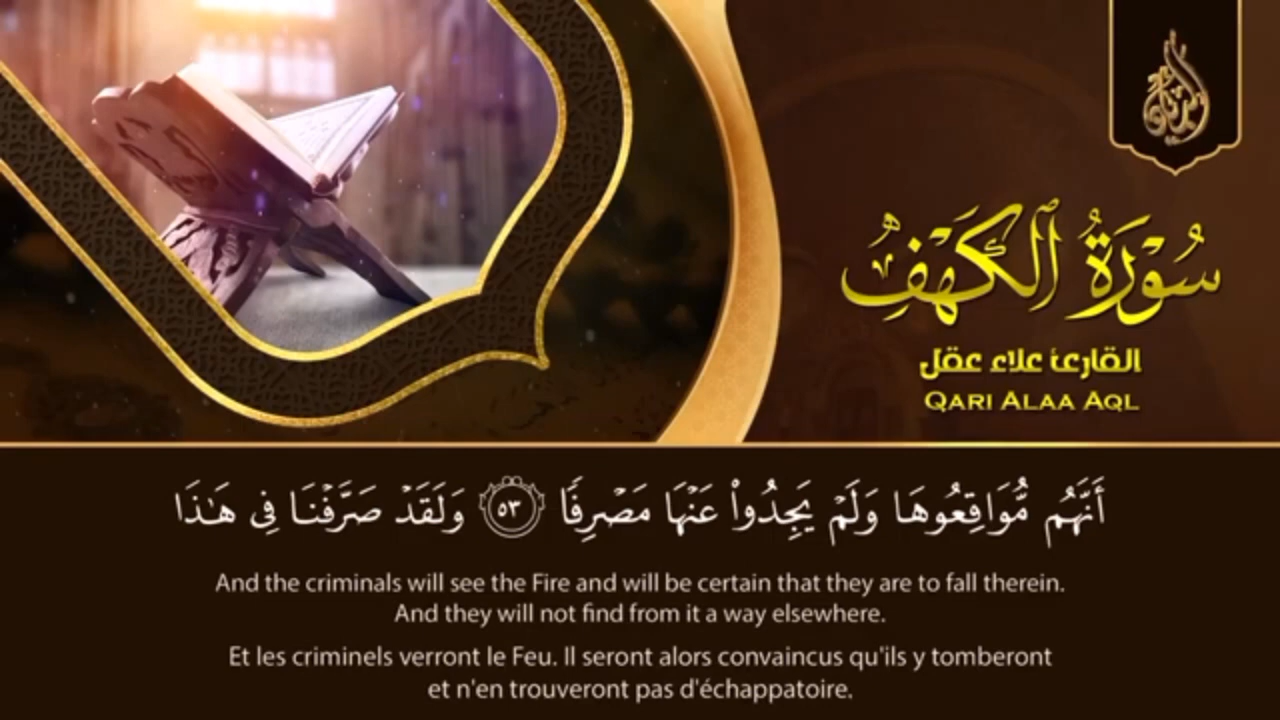 سُورَةُ ٱلْكَهْفِ
القارئ علاء عقل
QARI ALAA AQL
أَنَّهُم مُّوَاقِعُوهَا وَلَمْ يَجِدُوا۟ عَنْهَا مَصْرِفًا ٥٣ وَلَقَدْ صَرَّفْنَا فِى هَـٰذَا
And the criminals will see the Fire and will be certain that they are to fall therein.
And they will not find from it a way elsewhere.
Et les criminels verront le Feu. Il seront alors convaincus qu'ils y tomberont
et n'en trouveront pas d'échappatoire.